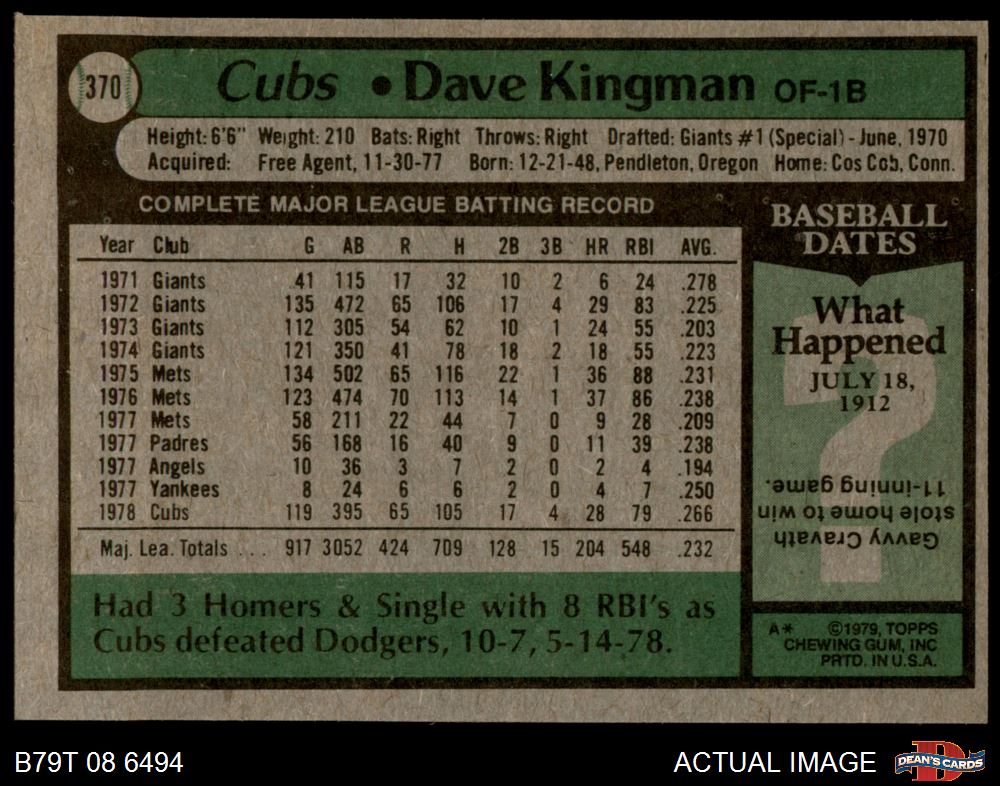 370
Cubs • Dave Kingman OF-1B
Height: 6'6" Weight: 210 Bats: Right Throws: Right Drafted: Giants #1 (Special) - June, 1970
Acquired: Free Agent, 11-30-77 Born: 12-21-48, Pendleton, Oregon Home: Cos Cob, Conn.
COMPLETE MAJOR LEAGUE BATTING RECORD
Year Club G AB R H 2B 3B HR RBI AVG.
1971 Giants 41 115 17 32 10 2 6 24 .278
1972 Giants 135 472 65 106 17 4 29 83 .225
1973 Giants 112 305 54 62 10 1 24 55 .203
1974 Giants 121 350 41 78 18 2 18 55 .223
1975 Mets 134 502 65 116 22 1 36 88 .231
1976 Mets 123 474 70 113 14 1 37 86 .238
1977 Mets 58 211 22 44 7 0 9 28 .209
1977 Padres 56 168 16 40 9 0 11 39 .238
1977 Angels 10 36 3 7 2 0 2 4 .194
1977 Yankees 8 24 6 6 2 0 4 7 .250
1978 Cubs 119 395 65 105 17 4 28 79 .266
Maj. Lea. Totals ... 917 3052 424 709 128 15 204 548 .232
Had 3 Homers & Single with 8 RBI's as
Cubs defeated Dodgers, 10-7, 5-14-78.
BASEBALL
DATES
?
What
Happened
JULY 18,
1912
Gavvy Cravath
stole home to win
11-inning game.
A* ©1979, TOPPS
CHEWING GUM, INC
PRTD. IN U.S.A.
B79T 08 6494
ACTUAL IMAGE
D
DEAN'S CARDS